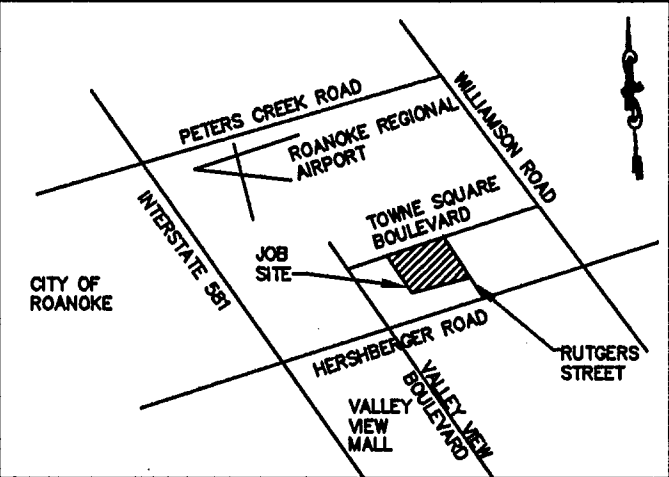 PETERS CREEK ROAD
WILLIAMSON ROAD
ROANOKE REGIONAL
AIRPORT
INTERSTATE 581
TOWNE SQUARE
BOULEVARD
JOB
SITE
CITY OF
ROANOKE
HERSHBERGER ROAD
RUTGERS
STREET
VALLEY VIEW
BOULEVARD
VALLEY
VIEW
MALL